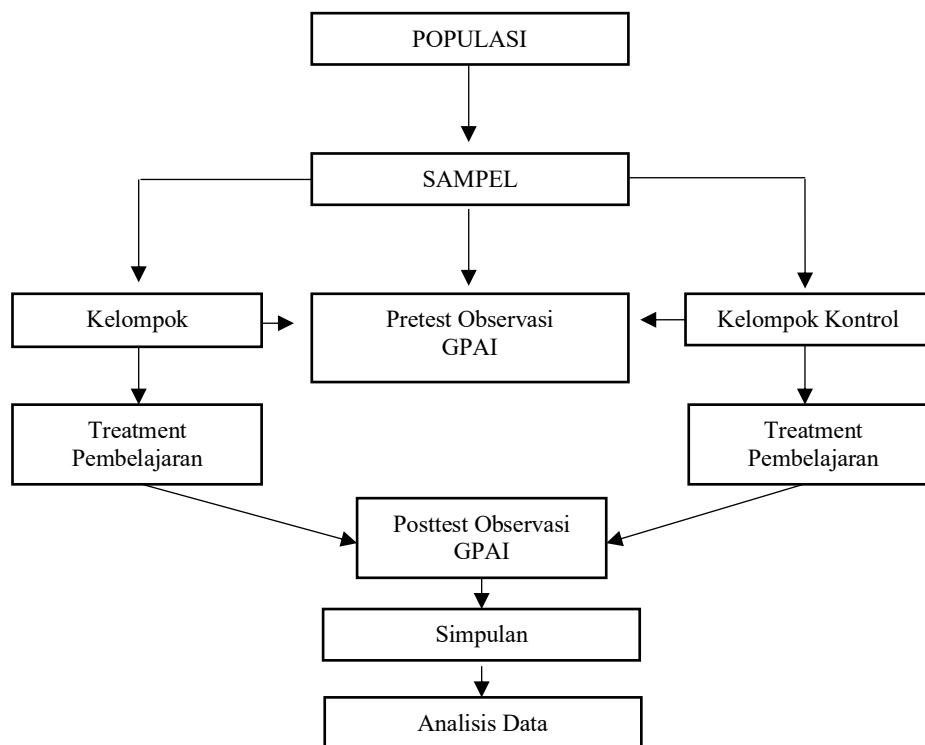 POPULASI
SAMPEL
Kelompok
Pretest Observasi
GPAI
Kelompok Kontrol
Treatment
Pembelajaran
Treatment
Pembelajaran
Posttest Observasi
GPAI
Simpulan
Analisis Data